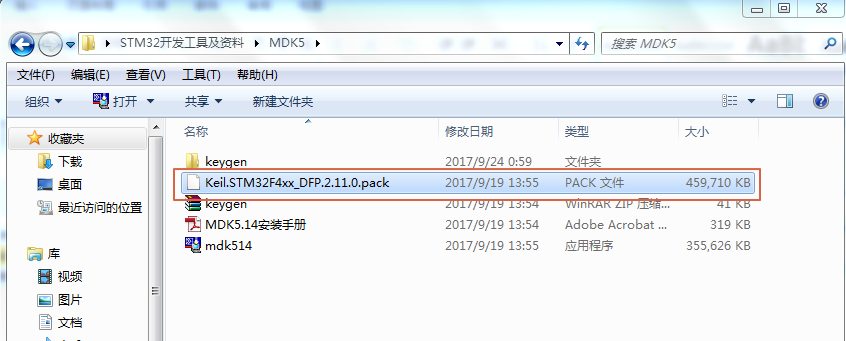 STM32开发工具及资料 MDK5 搜索 MDK5
文件(F) 编辑(E) 查看(V) 工具(T) 帮助(H)
组织 打开 共享 新建文件夹
收藏夹
下载
桌面
最近访问的位置
库
视频
图片
文档
名称 修改日期 类型 大小
keygen 2017/9/24 0:59 文件夹
Keil.STM32F4xx_DFP.2.11.0.pack 2017/9/19 13:55 PACK 文件 459,710 KB
keygen 2017/9/19 13:54 WinRAR ZIP 压缩... 41 KB
MDK5.14安装手册 2017/9/19 13:54 Adobe Acrobat ... 319 KB
mdk514 2017/9/19 13:55 应用程序 355,626 KB